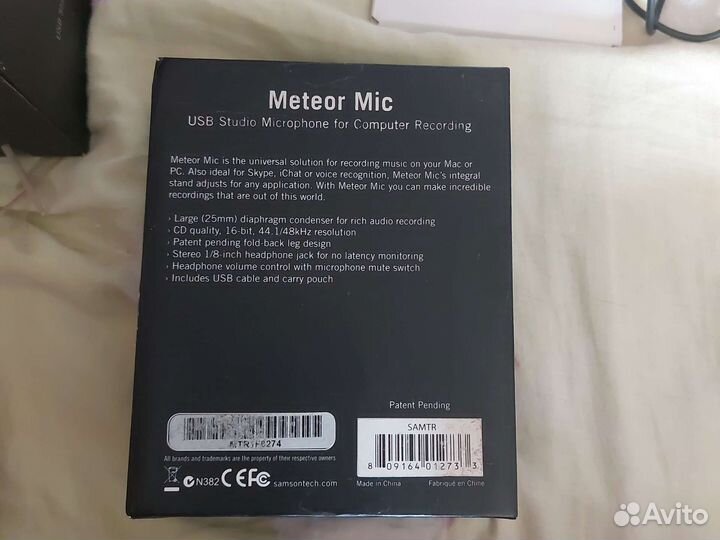 Meteor Mic
USB Studio Microphone for Computer Recording
Meteor Mic is the universal solution for recording music on your Mac or
PC. Also ideal for Skype, iChat or voice recognition, Meteor Mic's integral
stand adjusts for any application. With Meteor Mic you can make incredible
recordings that are out of this world.
› Large (25mm) diaphragm condenser for rich audio recording
› CD quality, 16-bit, 44.1/48kHz resolution
› Patent pending fold-back leg design
› Stereo 1/8-inch headphone jack for no latency monitoring
› Headphone volume control with microphone mute switch
› Includes USB cable and carry pouch
Patent Pending
SAMTR
8 09164 01273 3
All brands and trademarks are the property of their respective owners
N382 CE FC samsontech.com
Made in China
Fabriqué en Chine
Avito